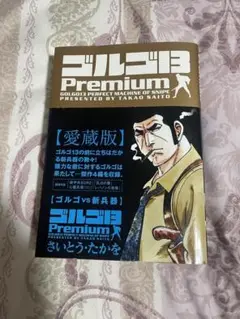 ゴルゴ13
Premium
GOLGO13 PERFECT MACHINE OF SNIPE
PRESENTED BY TAKAO SAITO
【愛蔵版】
ゴルゴ13の前に立ちはだか
る新兵器の数々!
強力な敵に対するゴルゴは
果たして…傑作4編を収録。
【ゴルゴvs新兵器】
ゴルゴ13
Premium
さいとう・たかを